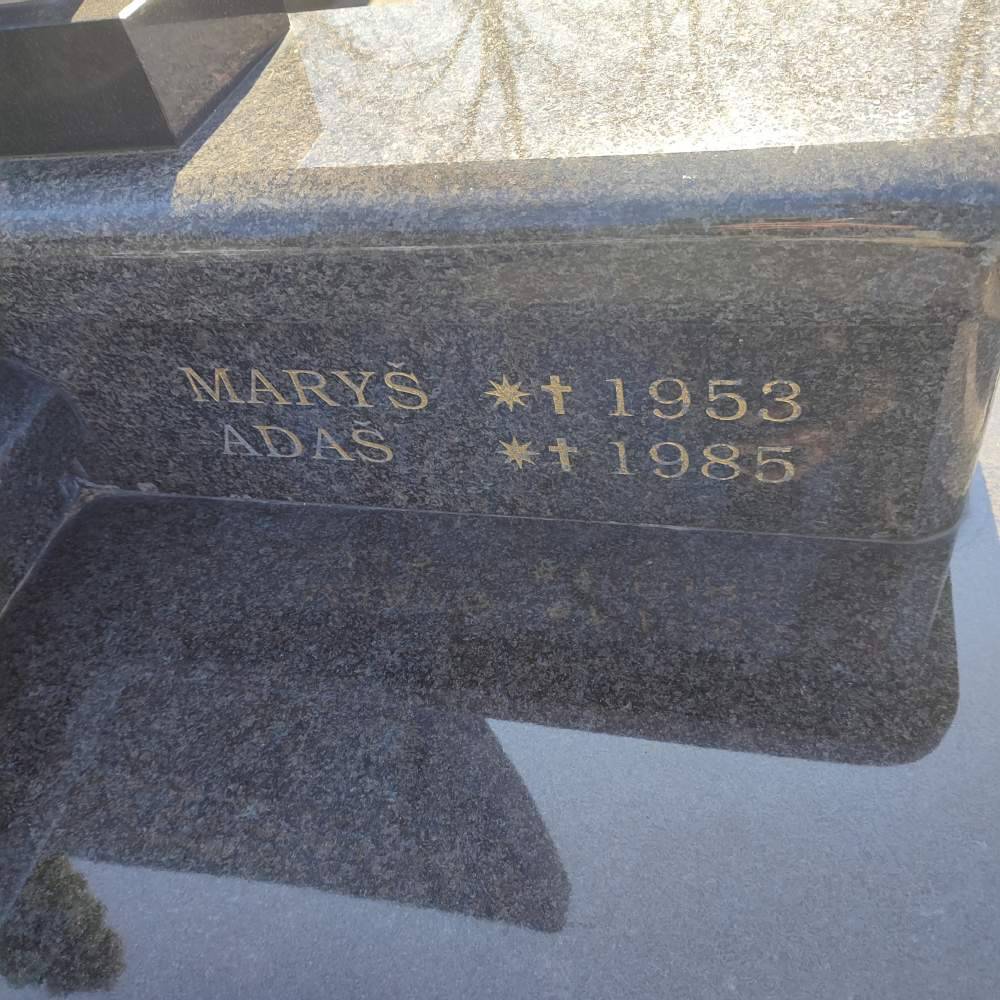 MARYŠ ✴✝ 1953
ADAŠ ✴✝ 1985